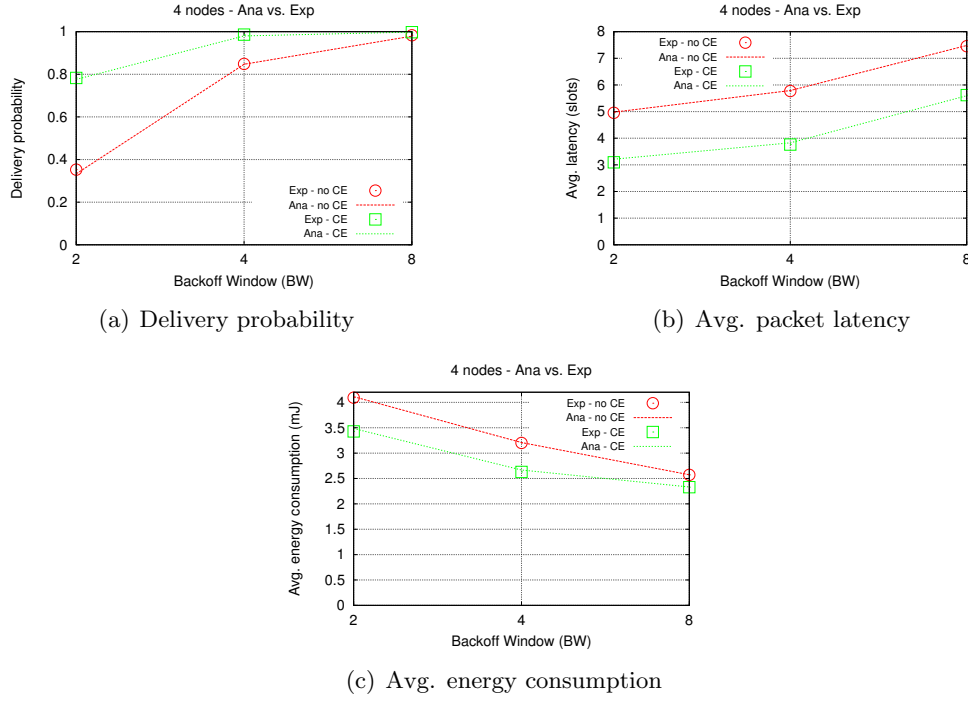 4 nodes - Ana vs. Exp
1
0.8
0.6
0.4
0.2
0
Delivery probability
Exp - no CE
Ana - no CE
Exp - CE
Ana - CE
2 4 8
Backoff Window (BW)
(a) Delivery probability
4 nodes - Ana vs. Exp
8
7
6
5
4
3
2
1
0
Avg. latency (slots)
Exp - no CE
Ana - no CE
Exp - CE
Ana - CE
2 4 8
Backoff Window (BW)
(b) Avg. packet latency
4 nodes - Ana vs. Exp
4
3.5
3
2.5
2
1.5
1
0.5
0
Avg. energy consumption (mJ)
Exp - no CE
Ana - no CE
Exp - CE
Ana - CE
2 4 8
Backoff Window (BW)
(c) Avg. energy consumption